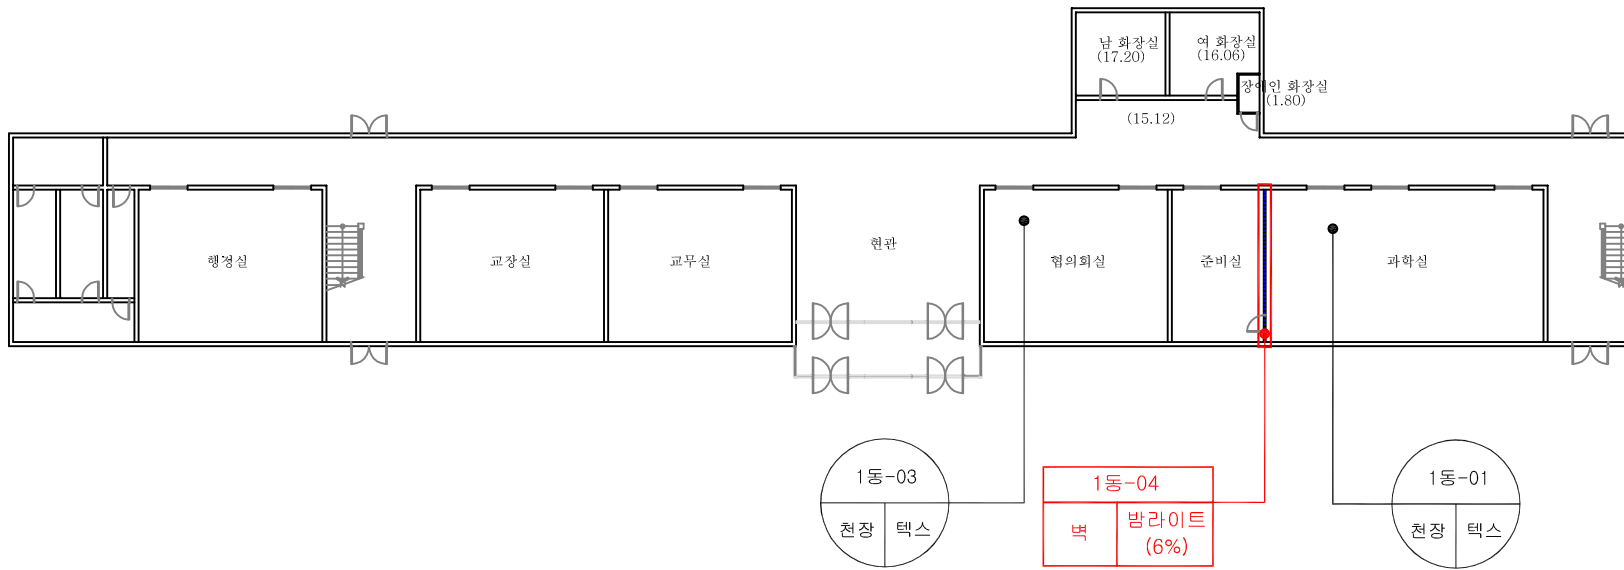 남 화장실
(17.20)
여 화장실
(16.06)
장애인 화장실
(1.80)
(15.12)
행정실
교장실
교무실
현관
협의회실
준비실
과학실
1동-03
천장 텍스
1동-04
벽 밤라이트
(6%)
1동-01
천장 텍스